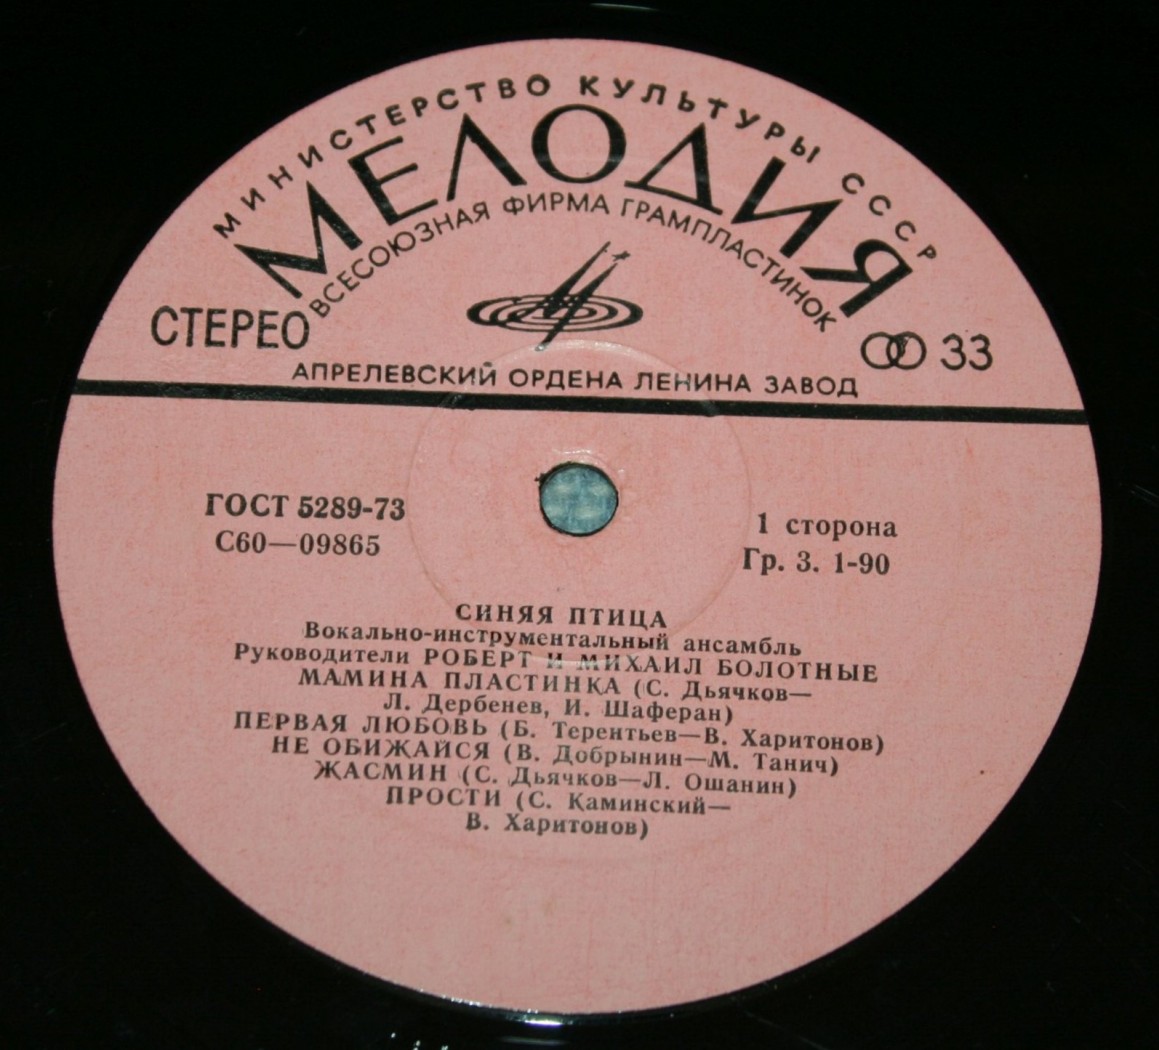 МИНИСТЕРСТВО КУЛЬТУРЫ СССР
МЕЛОДИЯ
ВСЕСОЮЗНАЯ ФИРМА ГРАМПЛАСТИНОК
СТЕРЕО
33
АПРЕЛЕВСКИЙ ОРДЕНА ЛЕНИНА ЗАВОД
ГОСТ 5289-73
С60—09865
1 сторона
Гр. 3. 1-90
СИНЯЯ ПТИЦА
Вокально-инструментальный ансамбль
Руководители РОБЕРТ И МИХАИЛ БОЛОТНЫЕ
МАМИНА ПЛАСТИНКА (С. Дьячков—
Л. Дербенев, И. Шаферан)
ПЕРВАЯ ЛЮБОВЬ (Б. Терентьев—В. Харитонов)
НЕ ОБИЖАЙСЯ (В. Добрынин—М. Танич)
ЖАСМИН (С. Дьячков—Л. Ошанин)
ПРОСТИ (С. Каминский—
В. Харитонов)